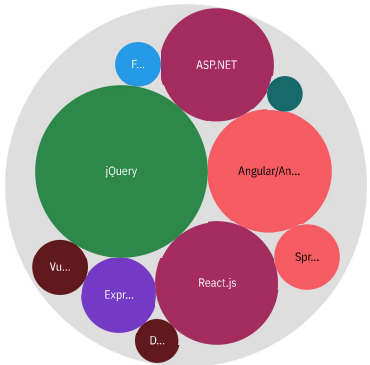 F...
ASP.NET
jQuery
Angular/An...
Vu...
Expr...
React.js
Spr...
D...